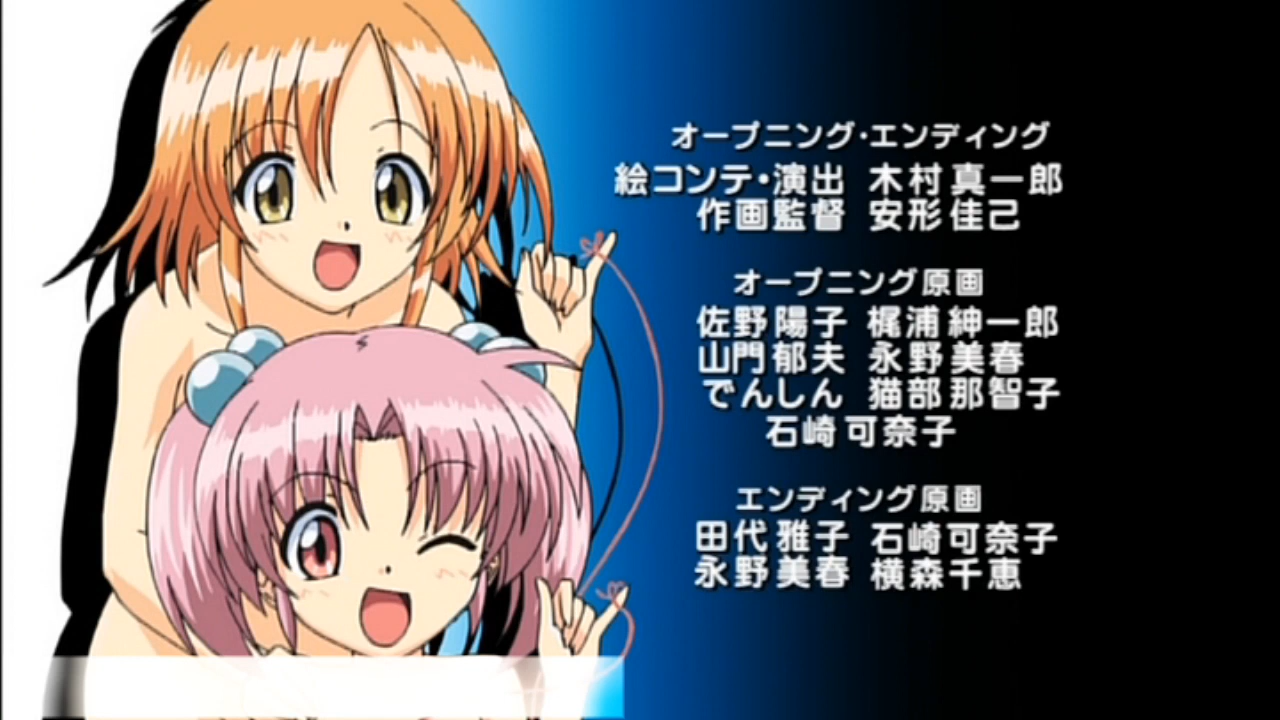 オープニング・エンディング
絵コンテ・演出 木村真一郎
作画監督 安形佳己
オープニング原画
佐野陽子 梶浦紳一郎
山門郁夫 永野美春
でんしん 猫部那智子
石崎可奈子
エンディング原画
田代雅子 石崎可奈子
永野美春 横森千恵